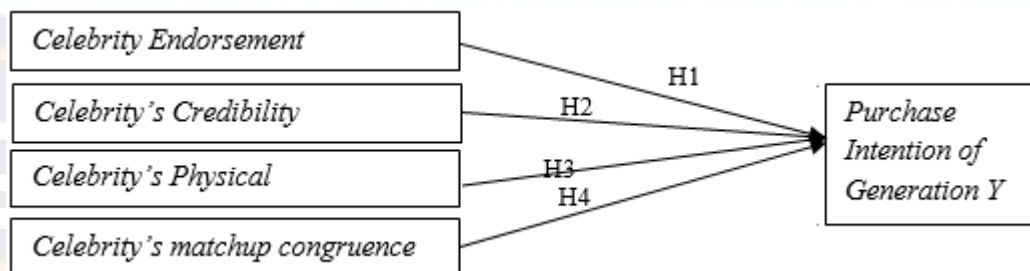 Celebrity Endorsement
H1
Celebrity's Credibility
H2
Purchase
Intention of
Generation Y
Celebrity's Physical
H3
H4
Celebrity's matchup congruence